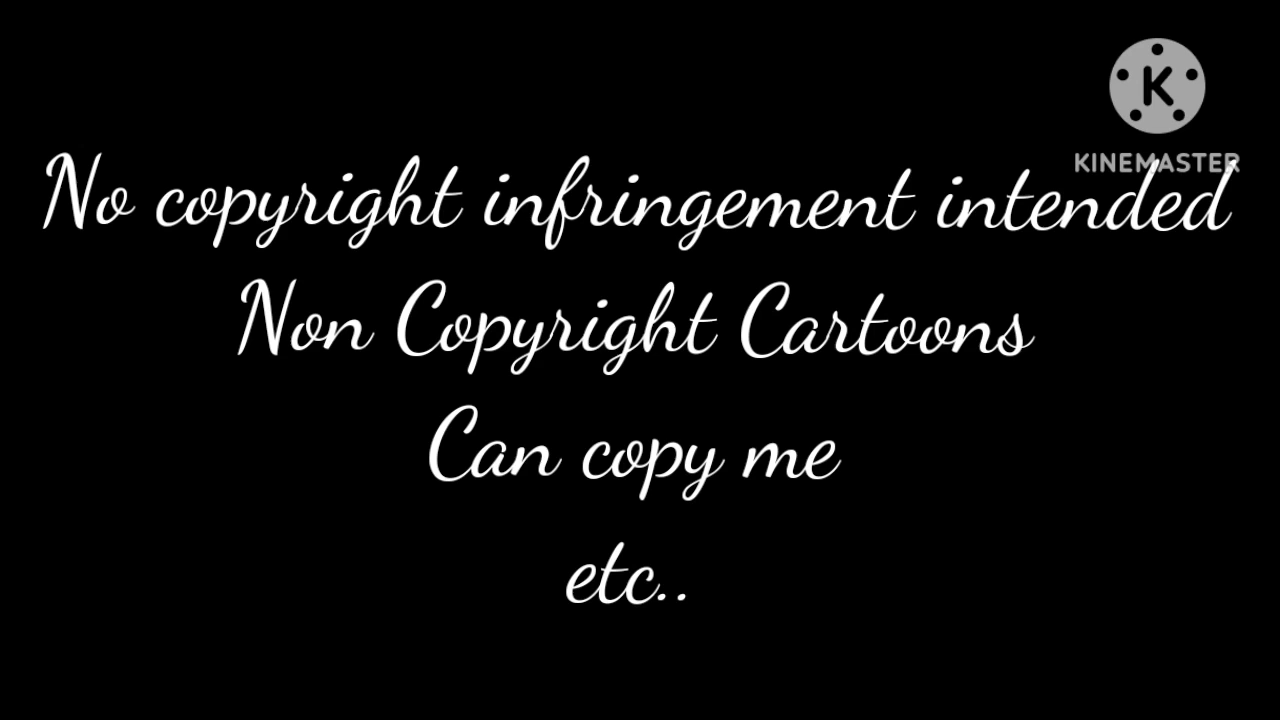 K
KINEMASTER
No copyright infringement intended
Non Copyright Cartoons
Can copy me
etc..